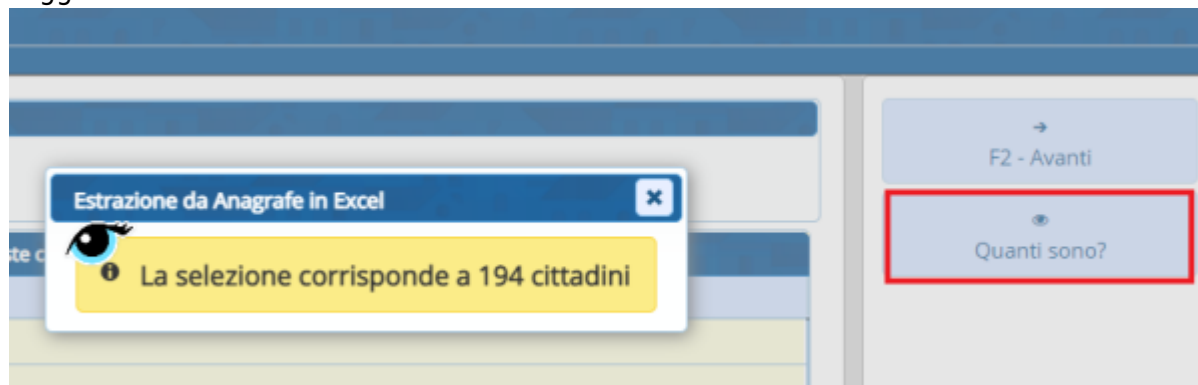 F2 - Avanti
Estrazione da Anagrafe in Excel
Quanti sono?
La selezione corrisponde a 194 cittadini